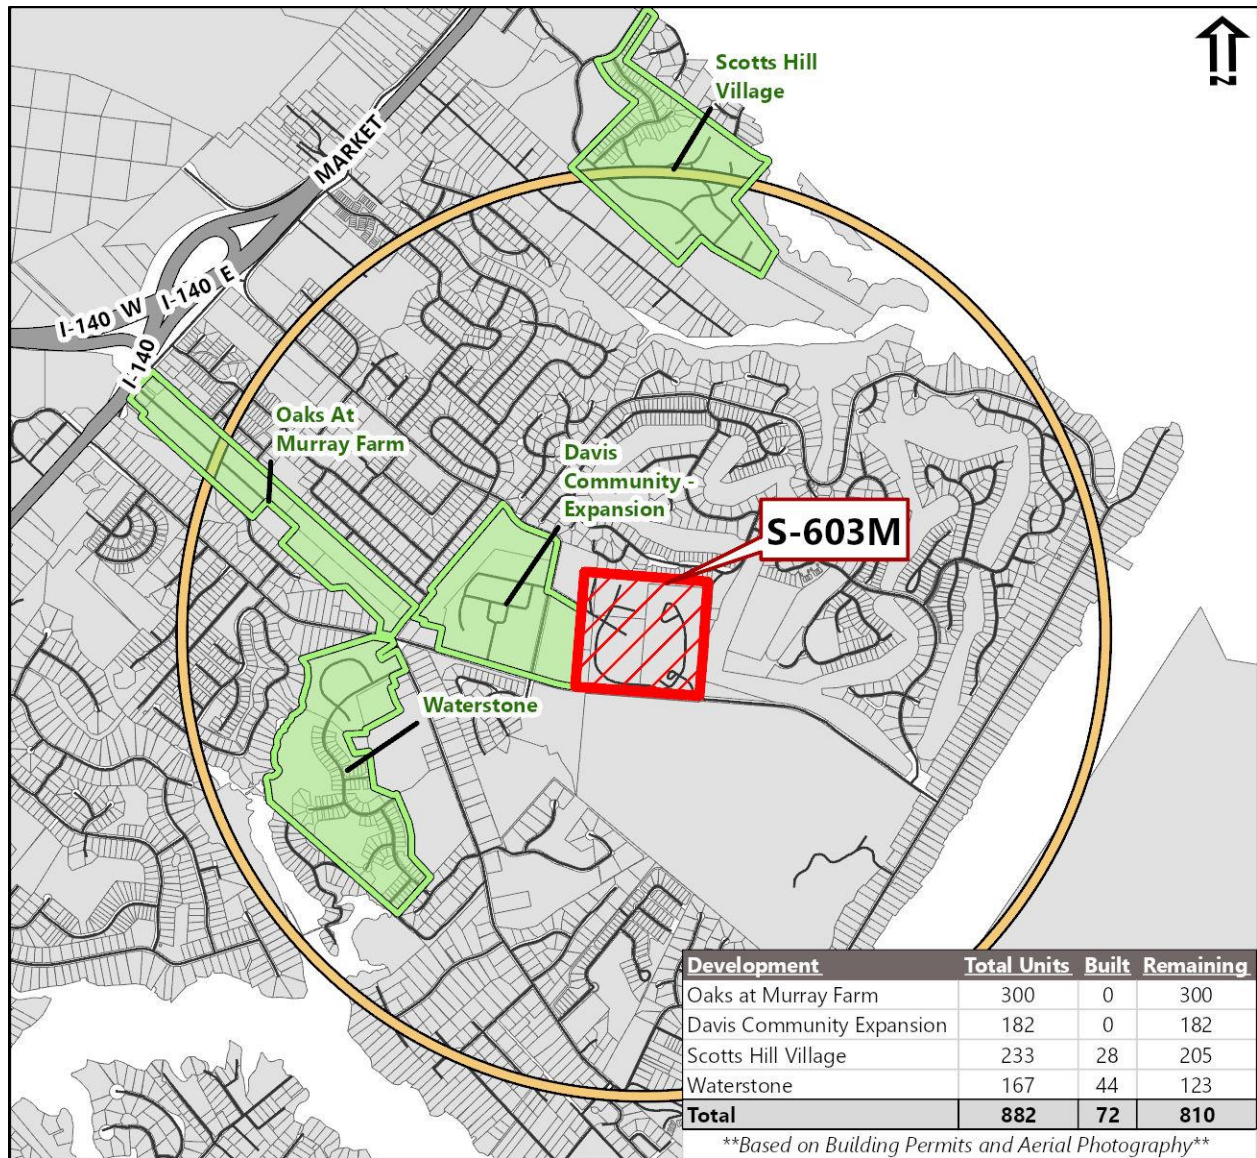 N
Scotts Hill
Village
MARKET
I-140 W
I-140 E
I-140
Oaks At
Murray Farm
Davis
Community -
Expansion
S-603M
Waterstone
Development Total Units Built Remaining
Oaks at Murray Farm 300 0 300
Davis Community Expansion 182 0 182
Scotts Hill Village 233 28 205
Waterstone 167 44 123
Total 882 72 810
**Based on Building Permits and Aerial Photography**